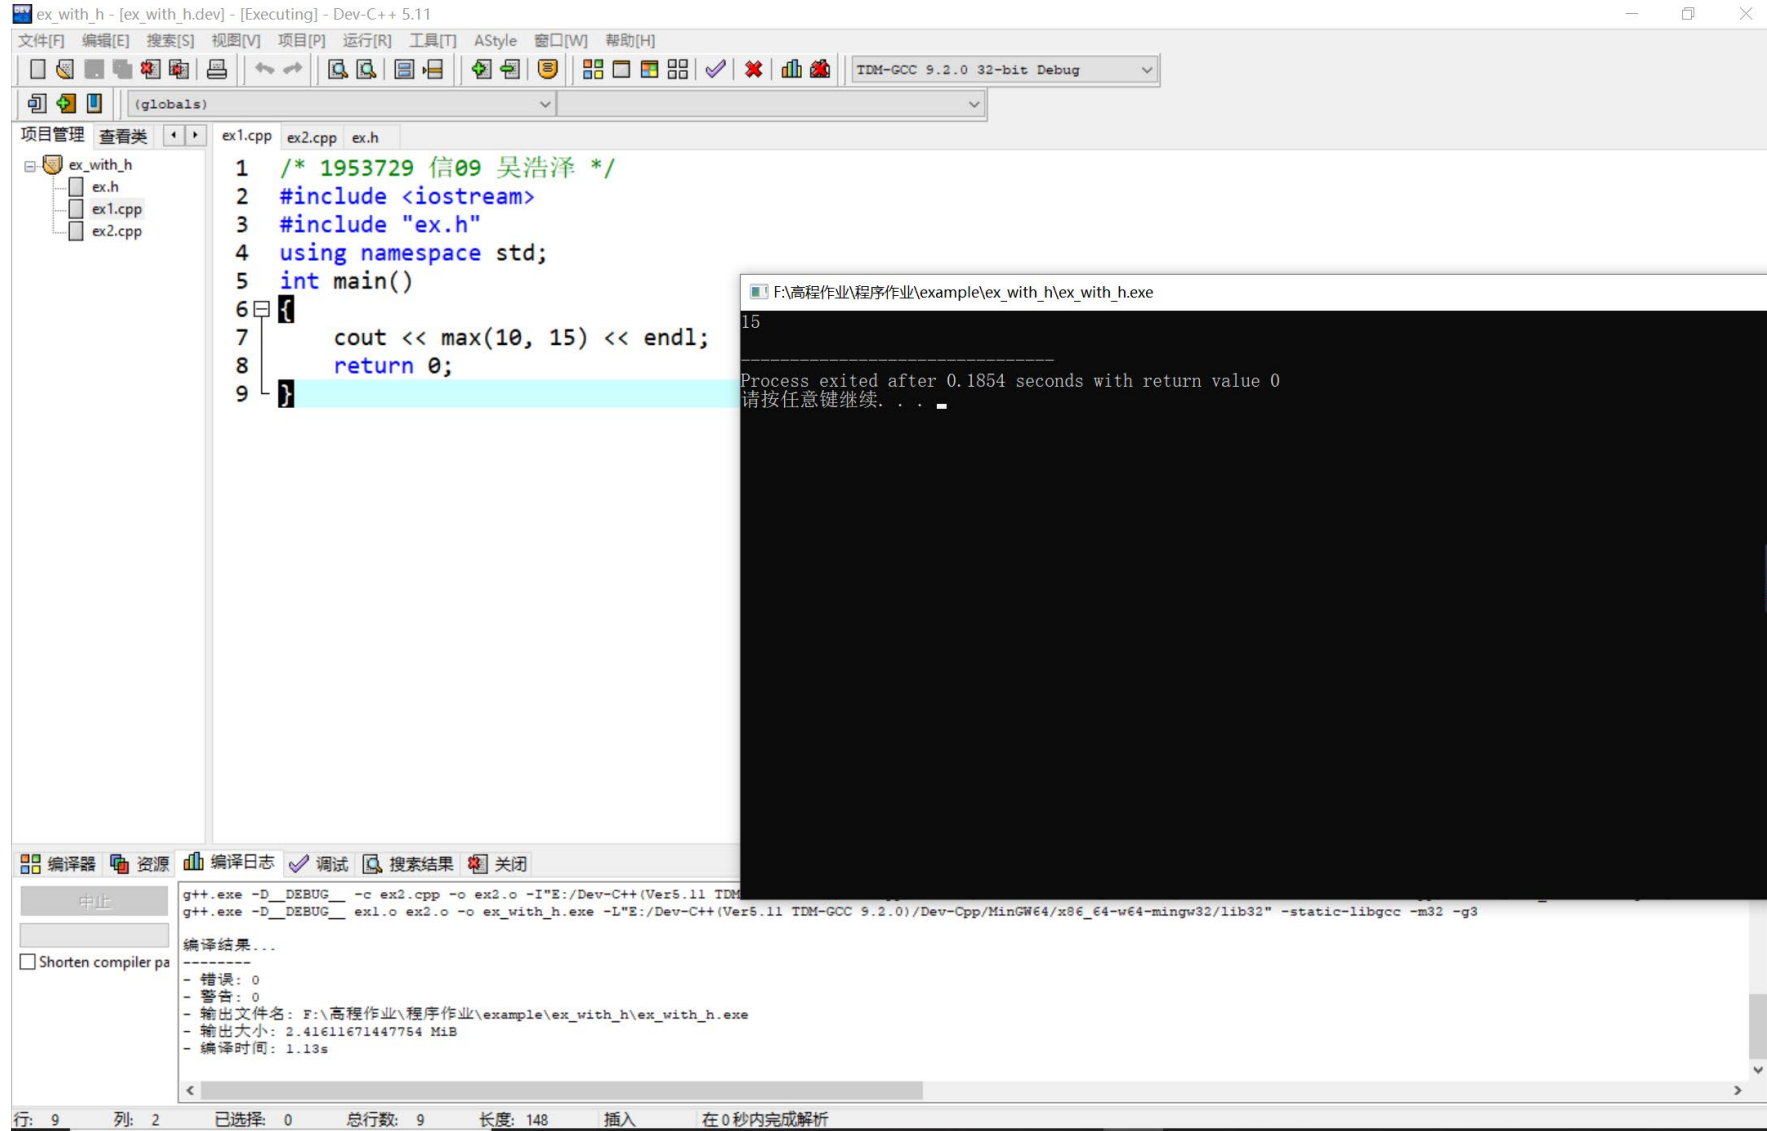 ex_with_h - [ex_with_h.dev] - [Executing] - Dev-C++ 5.11
文件[F] 编辑[E] 搜索[S] 视图[V] 项目[P] 运行[R] 工具[T] AStyle 窗口[W] 帮助[H]
TDM-GCC 9.2.0 32-bit Debug
(globals)
项目管理 查看类 ex1.cpp ex2.cpp ex.h
ex_with_h
ex.h
ex1.cpp
ex2.cpp
1 /* 1953729 信09 吴浩泽 */
2 #include <iostream>
3 #include "ex.h"
4 using namespace std;
5 int main()
6 {
7 cout << max(10, 15) << endl;
8 return 0;
9 }
F:\高程作业\程序作业\example\ex_with_h\ex_with_h.exe
15
--------------------------------
Process exited after 0.1854 seconds with return value 0
请按任意键继续. . .
编译器 资源 编译日志 调试 搜索结果 关闭
中止
Shorten compiler pa
g++.exe -D__DEBUG__ -c ex2.cpp -o ex2.o -I"E:/Dev-C++(Ver5.11 TDM
g++.exe -D__DEBUG__ ex1.o ex2.o -o ex_with_h.exe -L"E:/Dev-C++(Ver5.11 TDM-GCC 9.2.0)/Dev-Cpp/MinGW64/x86_64-w64-mingw32/lib32" -static-libgcc -m32 -g3
编译结果...
--------
- 错误: 0
- 警告: 0
- 输出文件名: F:\高程作业\程序作业\example\ex_with_h\ex_with_h.exe
- 输出大小: 2.41611671447754 MiB
- 编译时间: 1.13s
行: 9 列: 2 已选择: 0 总行数: 9 长度: 148 插入 在 0 秒内完成解析